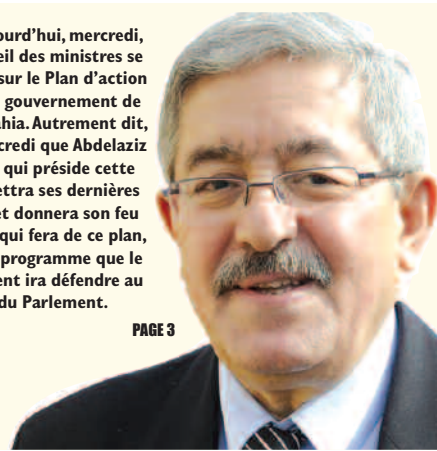 ourd'hui, mercredi,
eil des ministres se
sur le Plan d'action
gouvernement de
ahia. Autrement dit,
credi que Abdelaziz
qui préside cette
ettra ses dernières
et donnera son feu
qui fera de ce plan,
programme que le
ent ira défendre au
du Parlement.
PAGE 3